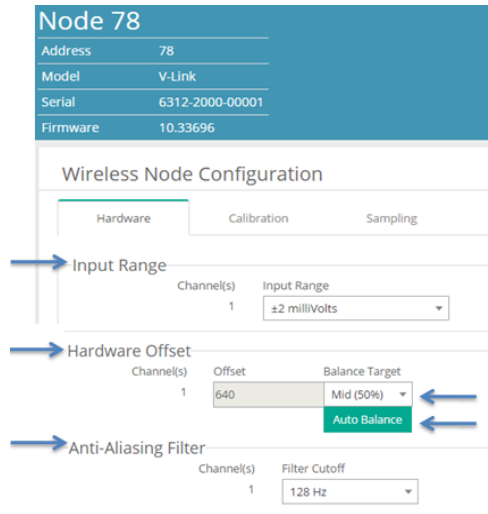 Node 78
Address 78
Model V-Link
Serial 6312-2000-00001
Firmware 10.33696
Wireless Node Configuration
Hardware Calibration Sampling
Input Range
Channel(s) Input Range
1 ±2 milliVolts
Hardware Offset
Channel(s) Offset Balance Target
1 640 Mid (50%)
Auto Balance
Anti-Aliasing Filter
Channel(s) Filter Cutoff
1 128 Hz